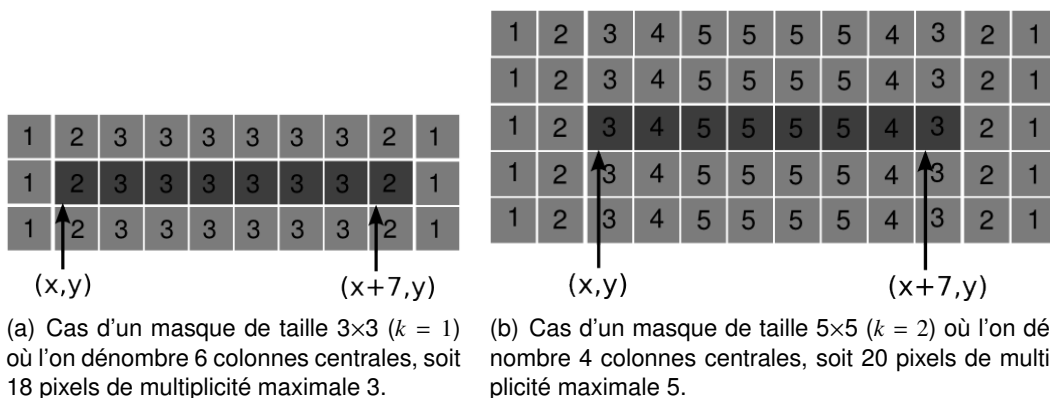 1 2 3 3 3 3 3 3 2 1
1 2 3 3 3 3 3 3 2 1
1 2 3 3 3 3 3 3 2 1
(x,y) (x+7,y)
(a) Cas d'un masque de taille 3×3 (k = 1)
où l'on dénombre 6 colonnes centrales, soit
18 pixels de multiplicité maximale 3.
1 2 3 4 5 5 5 5 4 3 2 1
1 2 3 4 5 5 5 5 4 3 2 1
1 2 3 4 5 5 5 5 4 3 2 1
1 2 3 4 5 5 5 5 4 3 2 1
1 2 3 4 5 5 5 5 4 3 2 1
(x,y) (x+7,y)
(b) Cas d'un masque de taille 5×5 (k = 2) où l'on dé
nombre 4 colonnes centrales, soit 20 pixels de multi
plicité maximale 5.